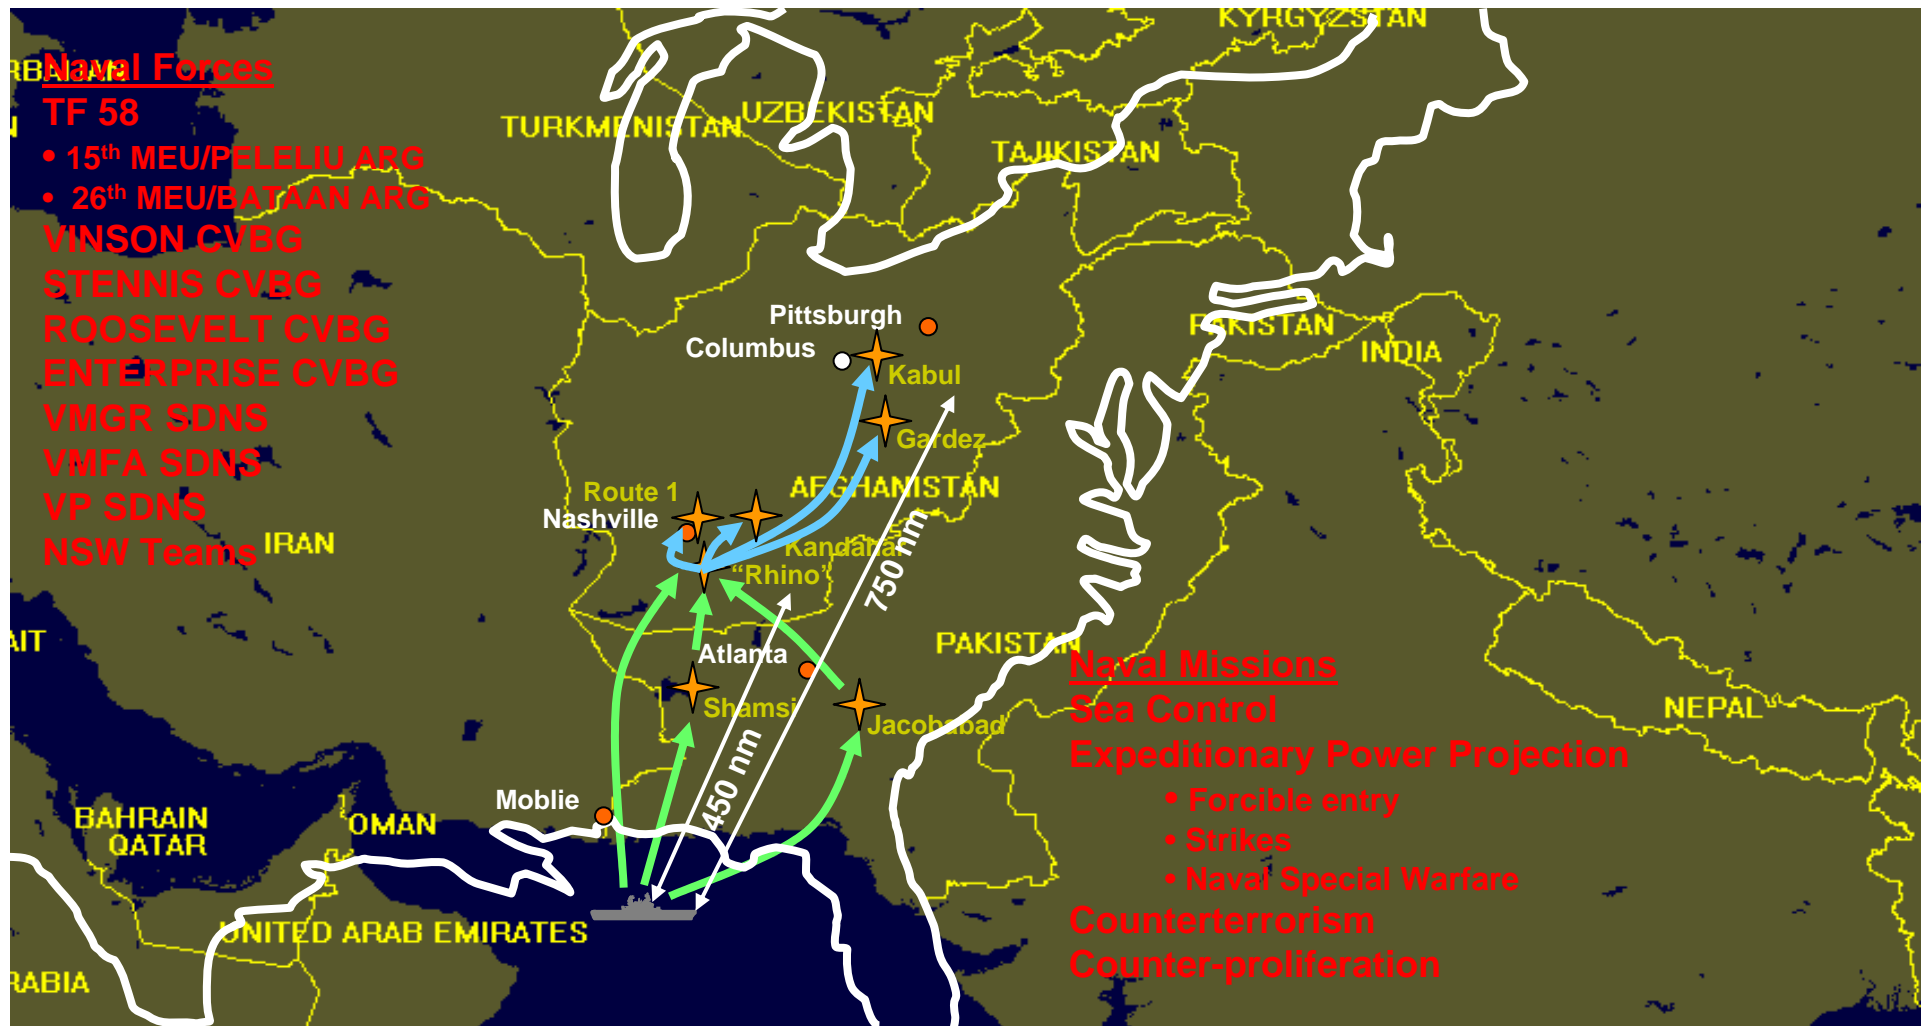 KYRGYZSTAN
RBAIJAN
Naval Forces
TF 58
UZBEKISTAN
TURKMENISTAN
TAJIKISTAN
• 15th MEU/PELELIU ARG
• 26th MEU/BATAAN ARG
VINSON CVBG
STENNIS CVBG
ROOSEVELT CVBG
ENTERPRISE CVBG
VMGR SDNS
VMFA SDNS
VP SDNS
NSW Teams
IRAN
Pittsburgh
Columbus
Kabul
Gardez
PAKISTAN
INDIA
AFGHANISTAN
Route 1
Nashville
Kandahar
“Rhino’
750 nm
450 nm
AIT
Atlanta
PAKISTAN
Shamsi
Jacobabad
NEPAL
Naval Missions
Sea Control
Expeditionary Power Projection
• Forcible entry
• Strikes
• Naval Special Warfare
Counterterrorism
Counter-proliferation
Moblie
BAHRAIN
QATAR
OMAN
UNITED ARAB EMIRATES
RABIA